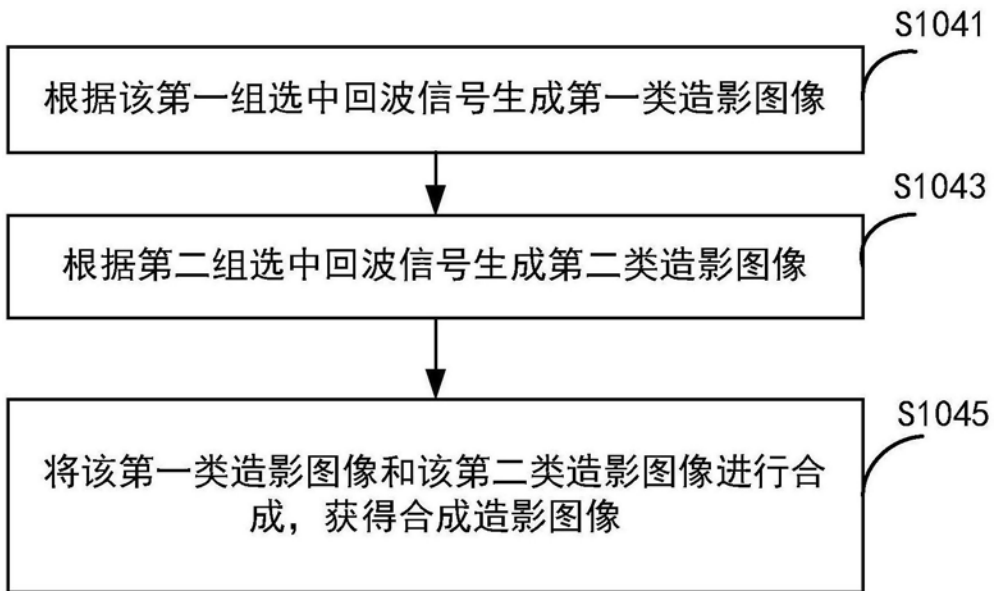 S1041
根据该第一组选中回波信号生成第一类造影图像
S1043
根据第二组选中回波信号生成第二类造影图像
S1045
将该第一类造影图像和该第二类造影图像进行合
成，获得合成造影图像